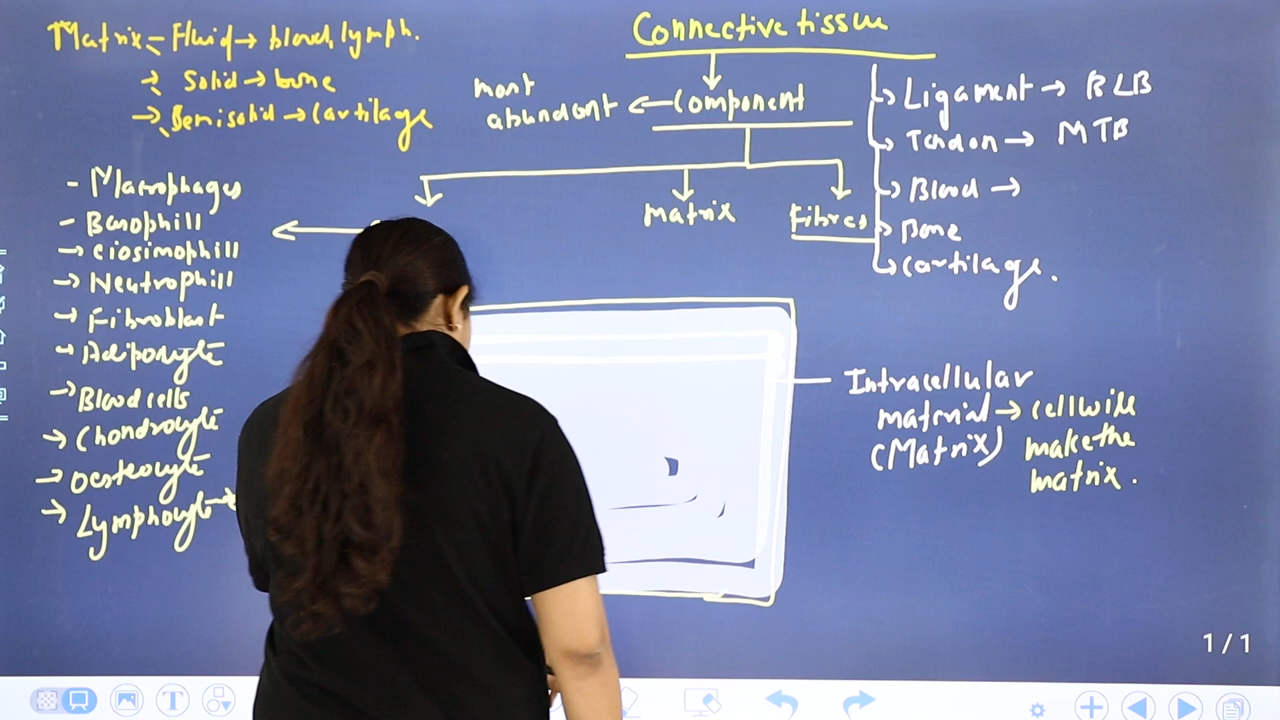 Connective tissue
Matrix - Fluid → blood, lymph.
→ Solid → bone
→ Semisolid → Cartilage
most
abundant ← Component
Matrix
Fibres
Ligament → BLB
Tendon → MTB
Blood →
Bone
Cartilage.
- Macrophages
- Basophill
→ Eiosimophill
→ Neutrophill
→ Fibroblast
→ Adipocyte
→ Blood cells
→ Chondrocyte
→ Oesteocyte
→ Lymphocyte →
Intracellular
material → cell will
(Matrix) make the
matrix.
1 / 1
T